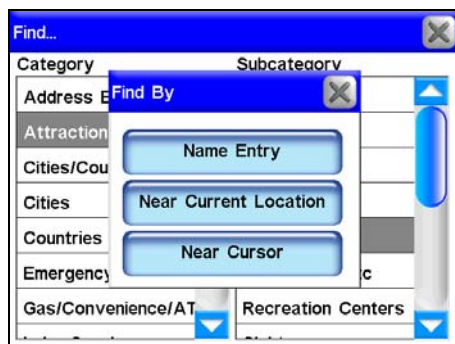 Find...
Category Subcategory
Address
Find By
Attraction
Name Entry
Cities/Cou
Cities
Near Current Location
Countries
Near Cursor
Emergency
Gas/Convenience/AT
Recreation Centers